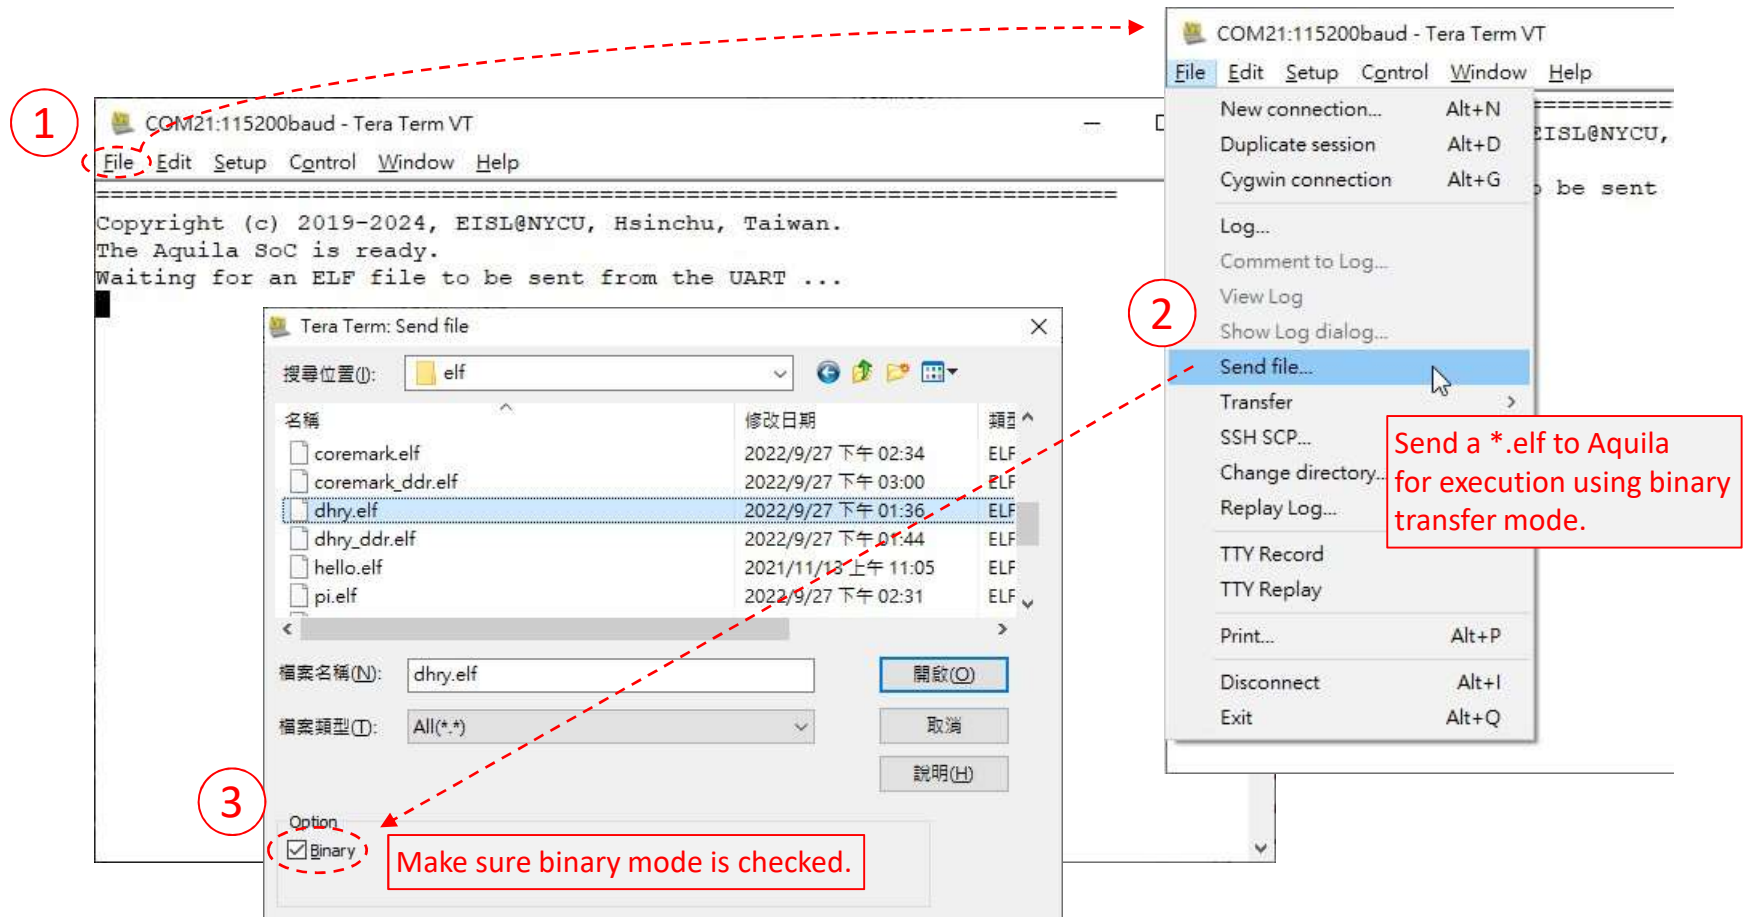 1
COM21:115200baud - Tera Term VT
File Edit Setup Control Window Help
Copyright (c) 2019-2024, EISL@NYCU, Hsinchu, Taiwan.
The Aquila SoC is ready.
Waiting for an ELF file to be sent from the UART ...
Tera Term: Send file
搜尋位置(I): elf
名稱 修改日期 類型
coremark.elf 2022/9/27 下午 02:34 ELF
coremark_ddr.elf 2022/9/27 下午 03:00 ELF
dhry.elf 2022/9/27 下午 01:36 ELF
dhry_ddr.elf 2022/9/27 下午 01:44 ELF
hello.elf 2021/11/13 上午 11:05 ELF
pi.elf 2022/9/27 下午 02:31 ELF
檔案名稱(N): dhry.elf 開啟(O)
檔案類型(T): All(*.*) 取消
說明(H)
3
Option
Binary
Make sure binary mode is checked.
COM21:115200baud - Tera Term VT
File Edit Setup Control Window Help
New connection... Alt+N
EISL@NYCU,
Duplicate session Alt+D
Cygwin connection Alt+G
be sent
Log...
Comment to Log...
View Log
2
Show Log dialog...
Send file...
Transfer
SSH SCP...
Change directory...
Replay Log...
Send a *.elf to Aquila
for execution using binary
transfer mode.
TTY Record
TTY Replay
Print... Alt+P
Disconnect Alt+I
Exit Alt+Q